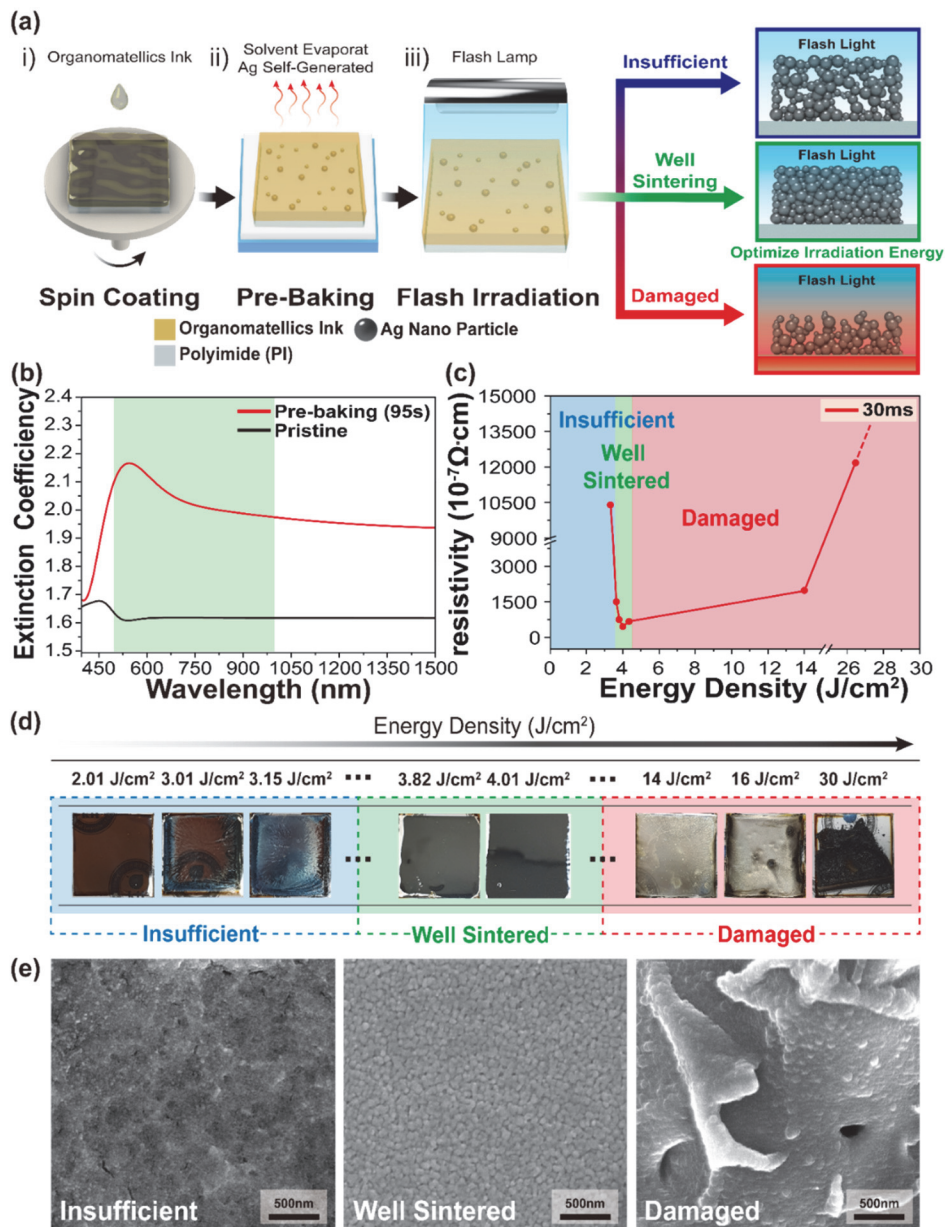 (a)
i) Organomatellics Ink
ii) Solvent Evaporat
Ag Self-Generated
iii) Flash Lamp
Spin Coating
Pre-Baking
Flash Irradiation
Insufficient
Well
Sintering
Damaged
Flash Light
Flash Light
Optimize Irradiation Energy
Flash Light
Organomatellics Ink
Ag Nano Particle
Polyimide (PI)
(b)
Extinction Coefficiency
2.4
2.3
2.2
2.1
2.0
1.9
1.8
1.7
1.6
1.5
Pre-baking (95s)
Pristine
450 600 750 900 1050 1200 1350 1500
Wavelength (nm)
(c)
resistivity (10⁻⁷Ω·cm)
15000
13500
12000
10500
9000
3000
1500
0
Insufficient
Well
Sintered
Damaged
30ms
0 2 4 6 8 10 12 14 26 28 30
Energy Density (J/cm²)
(d)
Energy Density (J/cm²)
2.01 J/cm² 3.01 J/cm² 3.15 J/cm² ··· 3.82 J/cm² 4.01 J/cm² ··· 14 J/cm² 16 J/cm² 30 J/cm²
··· ···
Insufficient
Well Sintered
Damaged
(e)
Insufficient
500nm
Well Sintered
500nm
Damaged
500nm